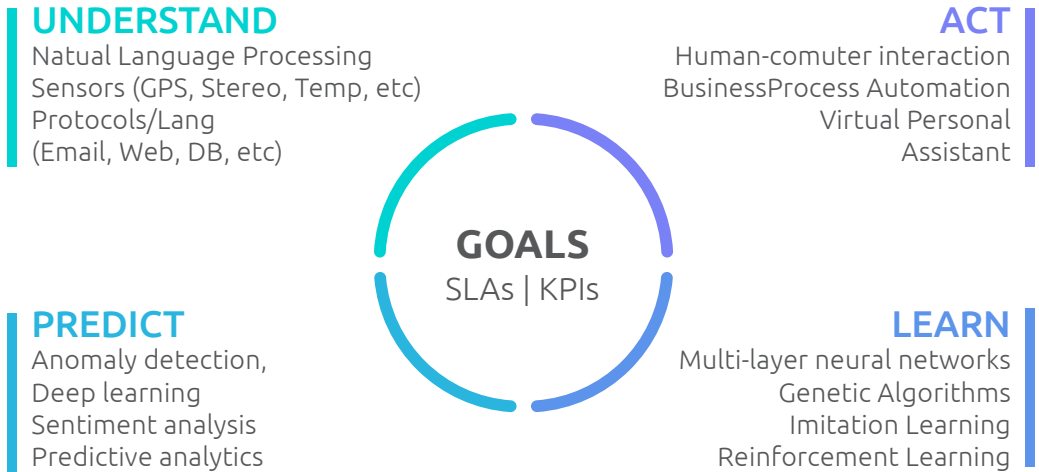 UNDERSTAND
Natual Language Processing
Sensors (GPS, Stereo, Temp, etc)
Protocols/Lang
(Email, Web, DB, etc)
ACT
Human-comuter interaction
BusinessProcess Automation
Virtual Personal
Assistant
GOALS
SLAs | KPIs
PREDICT
Anomaly detection,
Deep learning
Sentiment analysis
Predictive analytics
LEARN
Multi-layer neural networks
Genetic Algorithms
Imitation Learning
Reinforcement Learning